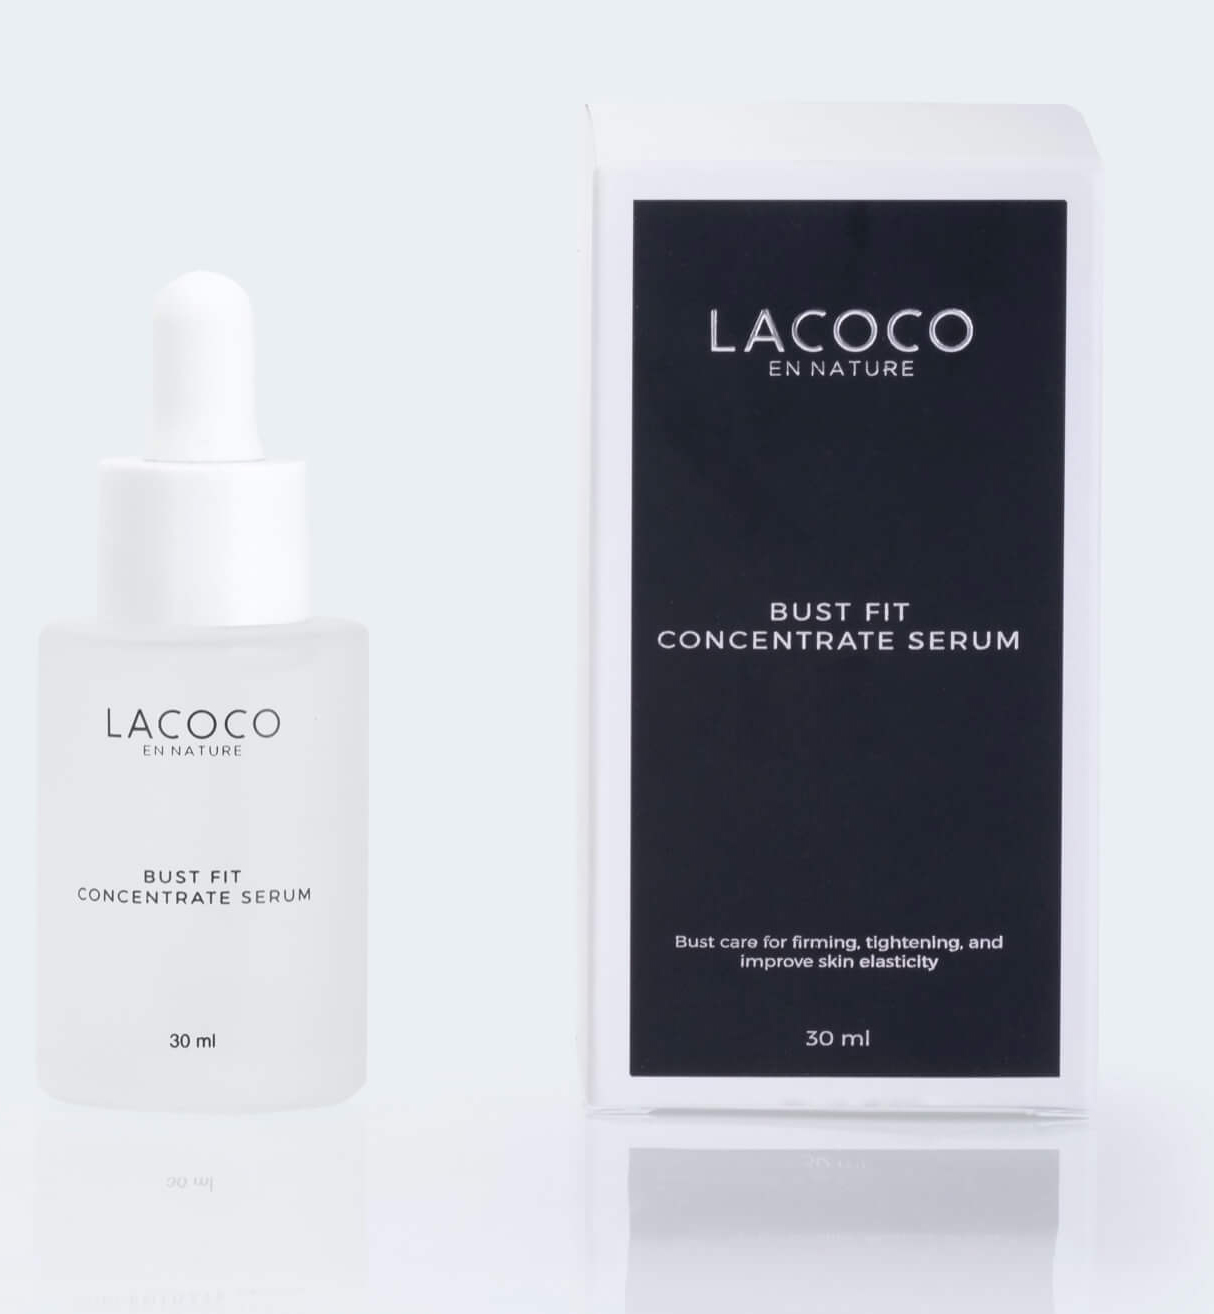 LACOCO
EN NATURE
BUST FIT
CONCENTRATE SERUM
30 ml
LACOCO
EN NATURE
BUST FIT
CONCENTRATE SERUM
Bust care for firming, tightening, and
improve skin elasticity
30 ml